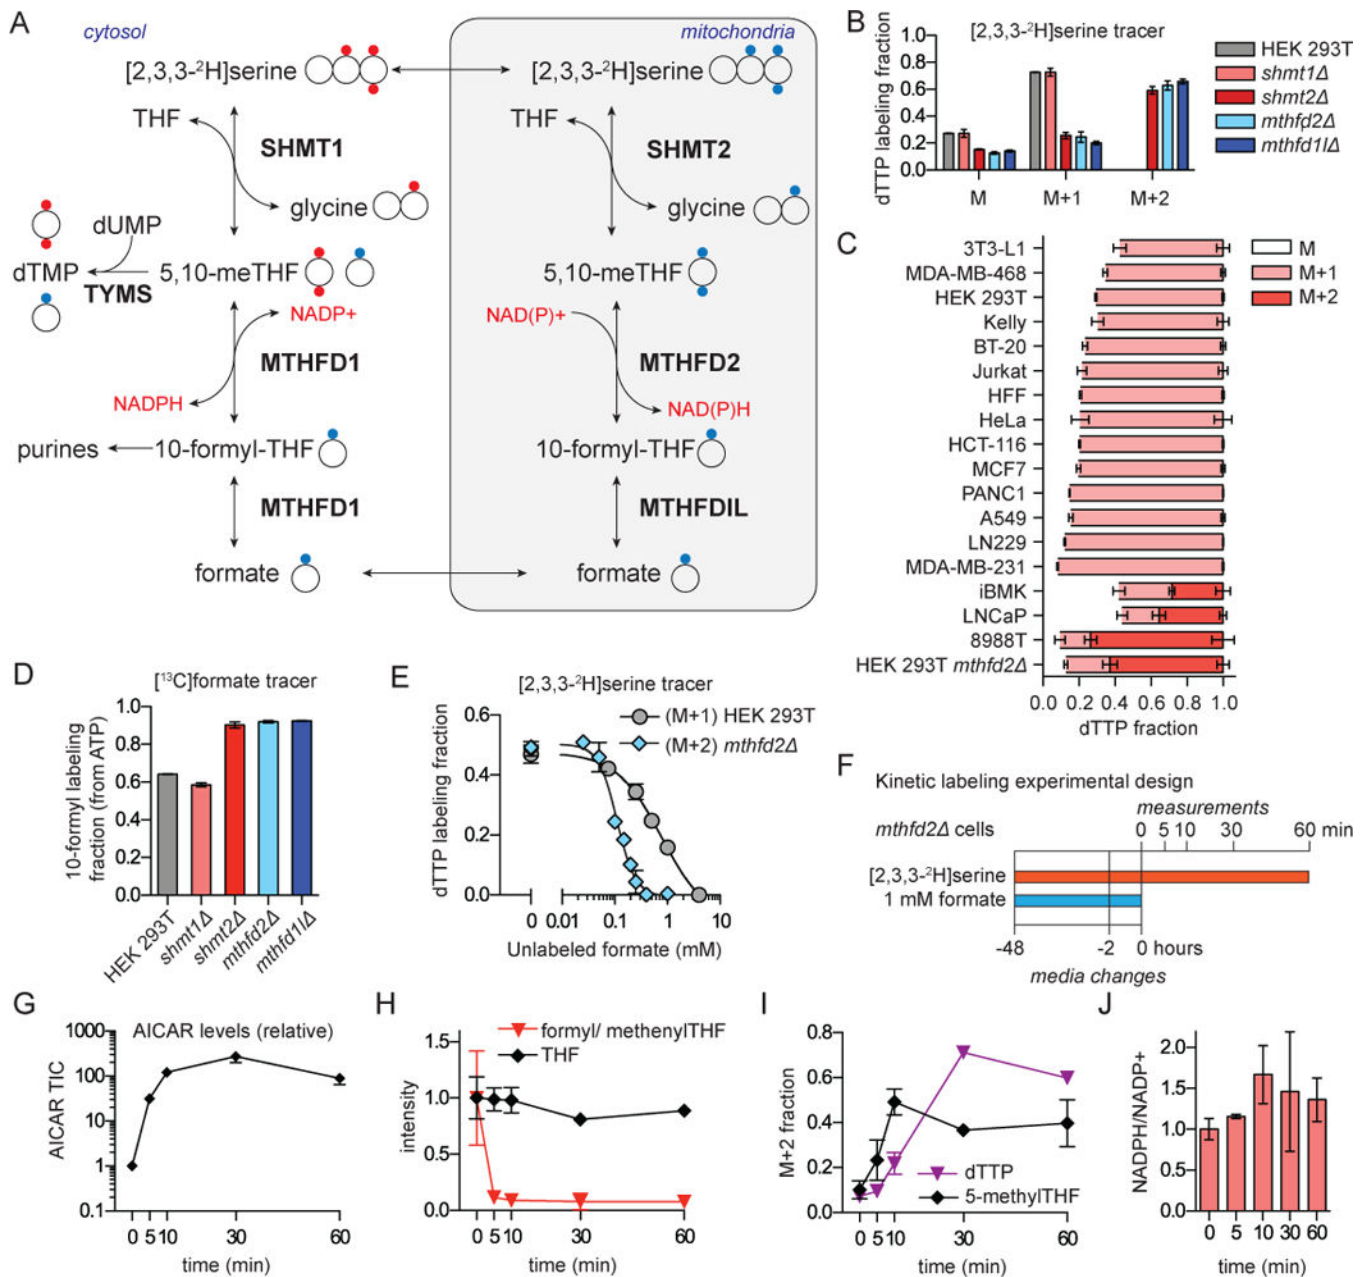 A
cytosol
mitochondria
[2,3,3-²H]serine
[2,3,3-²H]serine
THF
THF
SHMT1
SHMT2
glycine
glycine
dUMP
dTMP
5,10-meTHF
5,10-meTHF
TYMS
NADP+
NAD(P)+
MTHFD1
MTHFD2
NADPH
NAD(P)H
purines
10-formyl-THF
10-formyl-THF
MTHFD1
MTHFDIL
formate
formate
B
[2,3,3-²H]serine tracer
dTTP labeling fraction
1.0
0.8
0.6
0.4
0.2
0.0
M
M+1
M+2
HEK 293T
shmt1Δ
shmt2Δ
mthfd2Δ
mthfd1lΔ
C
3T3-L1
MDA-MB-468
HEK 293T
Kelly
BT-20
Jurkat
HFF
HeLa
HCT-116
MCF7
PANC1
A549
LN229
MDA-MB-231
iBMK
LNCaP
8988T
HEK 293T mthfd2Δ
0.0 0.2 0.4 0.6 0.8 1.0
dTTP fraction
M
M+1
M+2
D
[¹³C]formate tracer
10-formyl labeling
fraction (from ATP)
1.0
0.8
0.6
0.4
0.2
0.0
HEK 293T
shmt1Δ
shmt2Δ
mthfd2Δ
mthfd1lΔ
E
[2,3,3-²H]serine tracer
(M+1) HEK 293T
(M+2) mthfd2Δ
dTTP labeling fraction
0.6
0.4
0.2
0.0
0 0.01 0.1 1 10
Unlabeled formate (mM)
F
Kinetic labeling experimental design
measurements
mthfd2Δ cells
0 5 10 30 60 min
[2,3,3-²H]serine
1 mM formate
-48 -2 0 hours
media changes
G
AICAR levels (relative)
AICAR TIC
1000
100
10
1
0.1
0 5 10 30 60
time (min)
H
formyl/ methenylTHF
THF
intensity
1.5
1.0
0.5
0.0
0 5 10 30 60
time (min)
I
M+2 fraction
0.8
0.6
0.4
0.2
0.0
dTTP
5-methylTHF
0 5 10 30 60
time (min)
J
NADPH/NADP+
2.0
1.5
1.0
0.5
0.0
0 5 10 30 60
time (min)